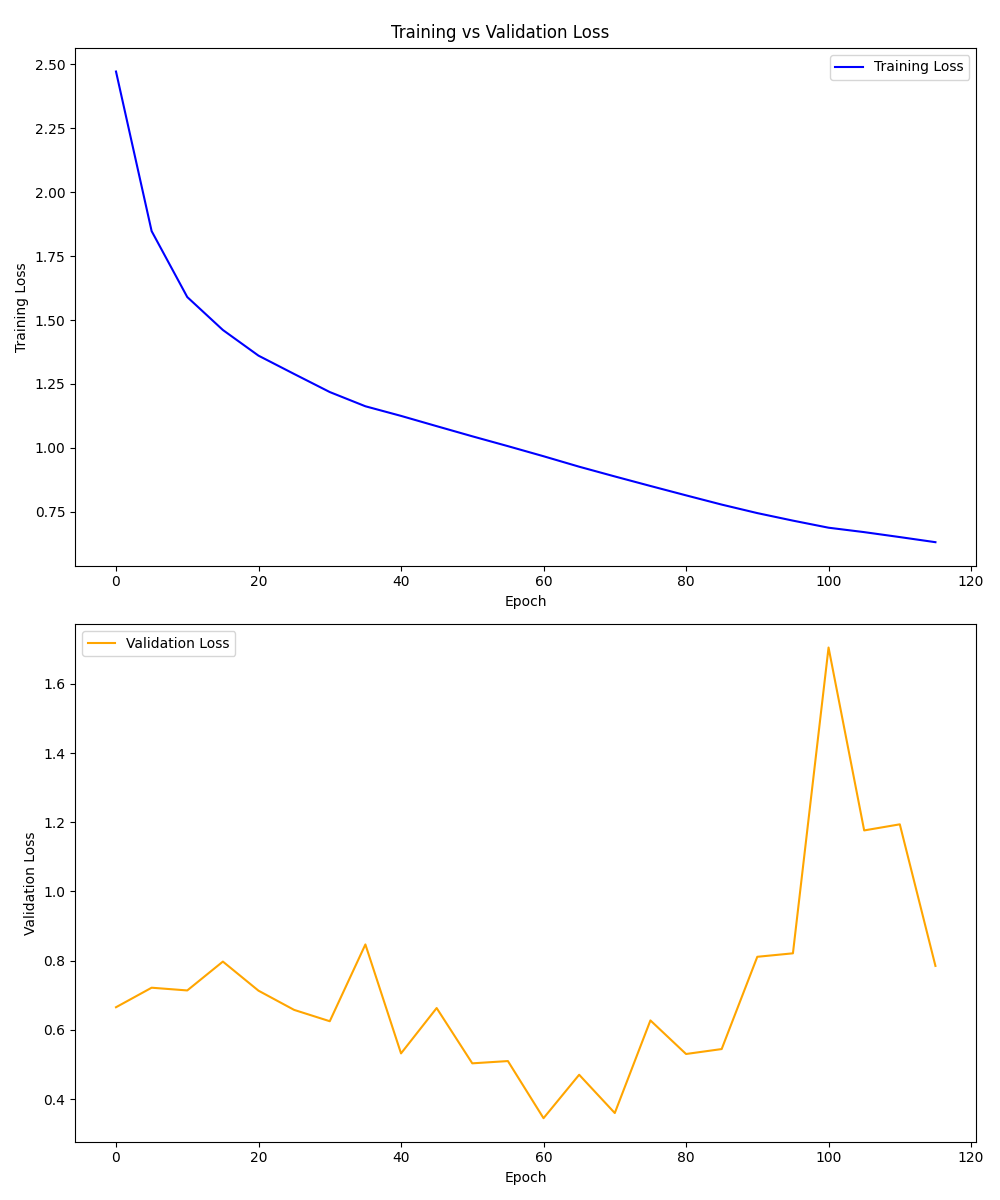 Training vs Validation Loss
Training Loss
2.50
2.25
2.00
1.75
1.50
1.25
1.00
0.75
Training Loss
0 20 40 60 80 100 120
Epoch
Validation Loss
1.6
1.4
1.2
1.0
0.8
0.6
0.4
Validation Loss
0 20 40 60 80 100 120
Epoch